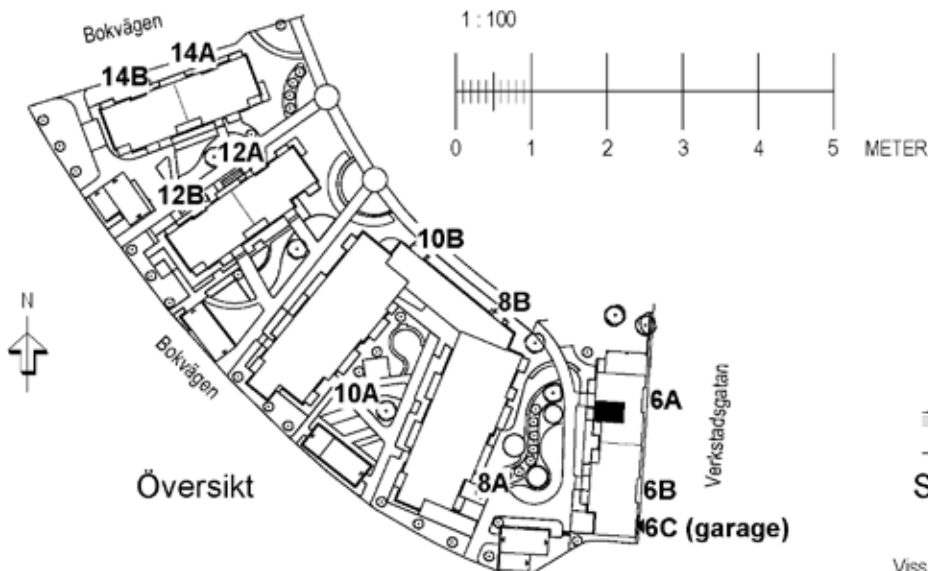 Bokvägen
1 : 100
14A
14B
0 1 2 3 4 5 METER
12A
12B
10B
N
8B
Bokvägen
10A
6A
Verkstadsgatan
Översikt
8A
6B
S
6C (garage)
Viss